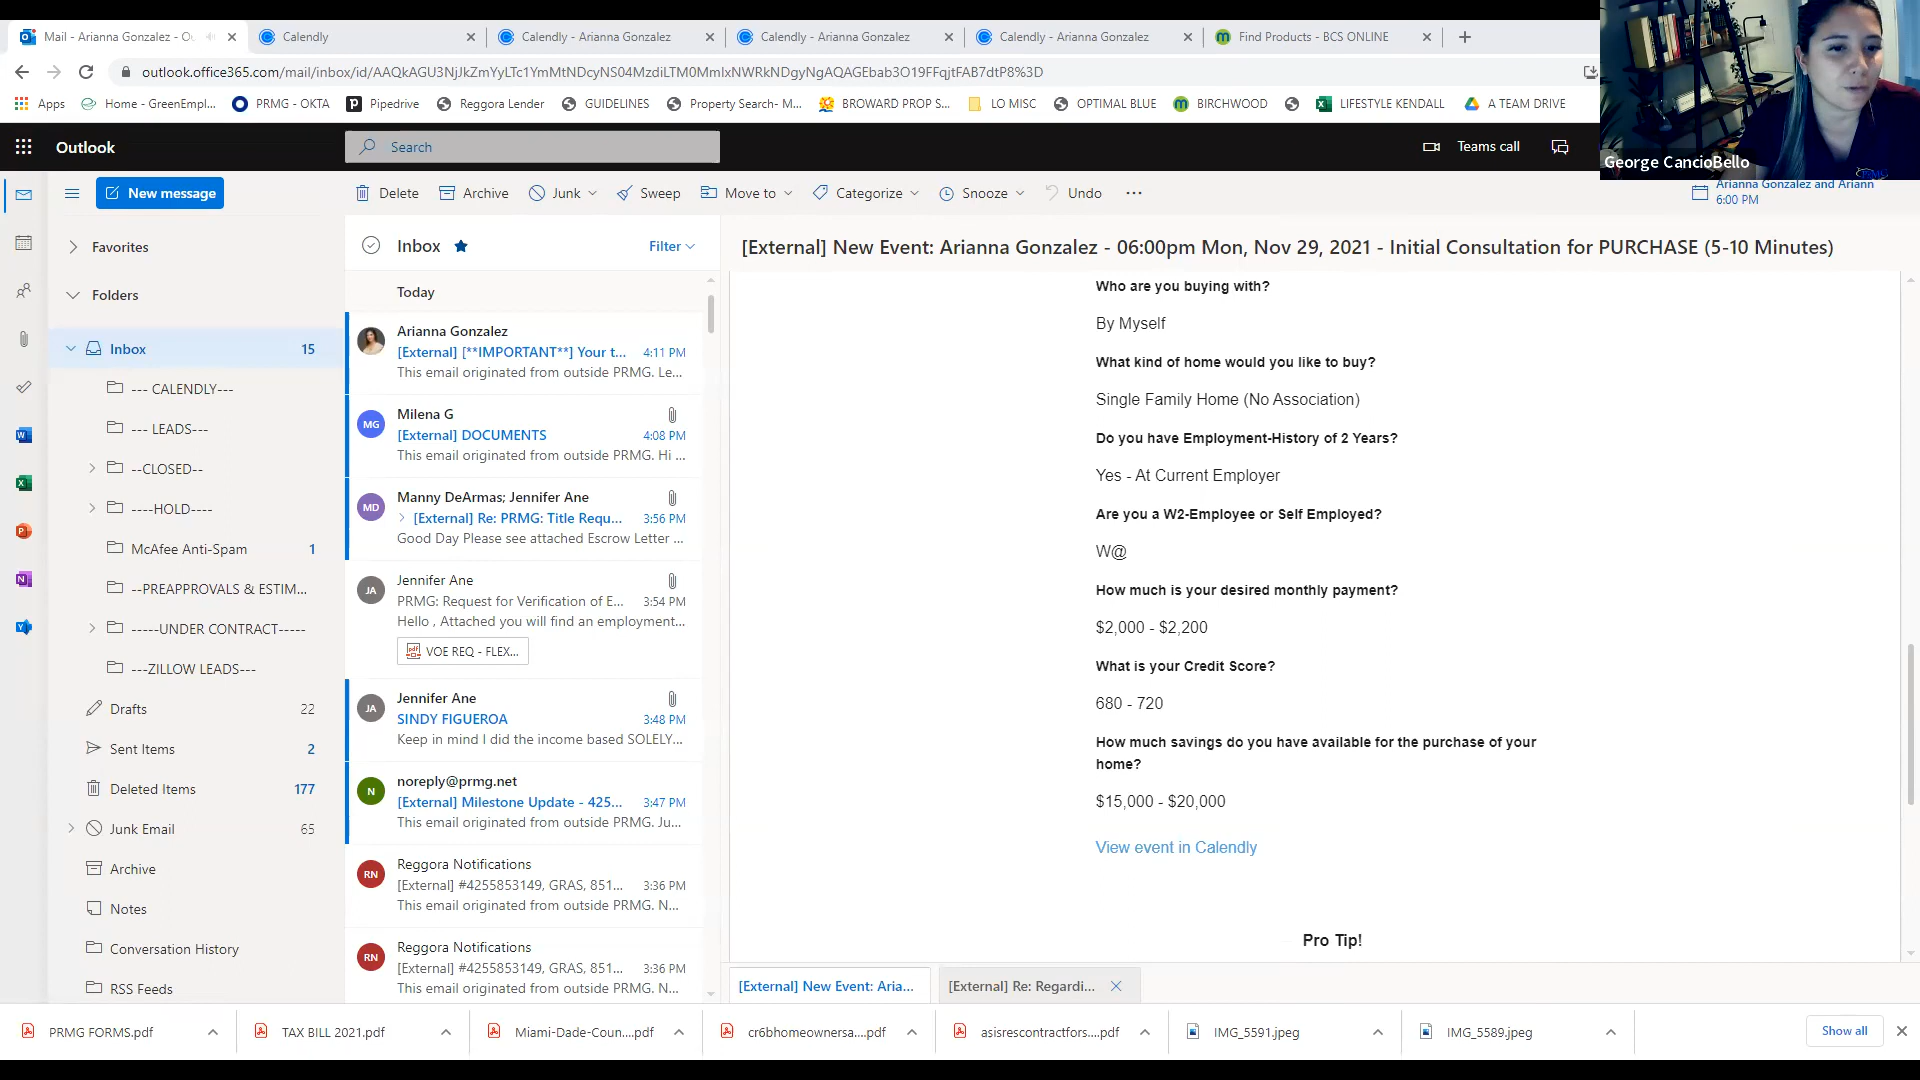 Mail - Arianna Gonzalez - Ou
Calendly
Calendly - Arianna Gonzalez
Calendly - Arianna Gonzalez
Calendly - Arianna Gonzalez
Find Products - BCS ONLINE
outlook.office365.com/mail/inbox/id/AAQkAGU3NjJkZmYyLTc1YmMtNDcyNS04MzdiLTM0MmIxNWRkNDgyNgAQAGEbab3O19FFqjtFAB7dtP8%3D
Apps
Home - GreenEmpl...
PRMG - OKTA
Pipedrive
Reggora Lender
GUIDELINES
Property Search- M...
BROWARD PROP S...
LO MISC
OPTIMAL BLUE
BIRCHWOOD
LIFESTYLE KENDALL
A TEAM DRIVE
George CancioBello
Outlook
Search
Teams call
Arianna Gonzalez and Ariann
6:00 PM
New message
Delete
Archive
Junk
Sweep
Move to
Categorize
Snooze
Undo
Favorites
Folders
Inbox 15
--- CALENDLY---
--- LEADS---
--CLOSED--
----HOLD----
McAfee Anti-Spam 1
--PREAPPROVALS & ESTIM...
-----UNDER CONTRACT-----
---ZILLOW LEADS---
Drafts 22
Sent Items 2
Deleted Items 177
Junk Email 65
Archive
Notes
Conversation History
RSS Feeds
Inbox
Filter
Today
Arianna Gonzalez
[External] [**IMPORTANT**] Your t... 4:11 PM
This email originated from outside PRMG. Le...
MG
Milena G
[External] DOCUMENTS 4:08 PM
This email originated from outside PRMG. Hi ...
MD
Manny DeArmas; Jennifer Ane
[External] Re: PRMG: Title Requ... 3:56 PM
Good Day Please see attached Escrow Letter ...
JA
Jennifer Ane
PRMG: Request for Verification of E... 3:54 PM
Hello , Attached you will find an employment...
VOE REQ - FLEX...
JA
Jennifer Ane
SINDY FIGUEROA 3:48 PM
Keep in mind I did the income based SOLELY...
N
noreply@prmg.net
[External] Milestone Update - 425... 3:47 PM
This email originated from outside PRMG. Ju...
RN
Reggora Notifications
[External] #4255853149, GRAS, 851... 3:36 PM
This email originated from outside PRMG. N...
RN
Reggora Notifications
[External] #4255853149, GRAS, 851... 3:36 PM
This email originated from outside PRMG. N...
[External] New Event: Arianna Gonzalez - 06:00pm Mon, Nov 29, 2021 - Initial Consultation for PURCHASE (5-10 Minutes)
Who are you buying with?
By Myself
What kind of home would you like to buy?
Single Family Home (No Association)
Do you have Employment-History of 2 Years?
Yes - At Current Employer
Are you a W2-Employee or Self Employed?
W@
How much is your desired monthly payment?
$2,000 - $2,200
What is your Credit Score?
680 - 720
How much savings do you have available for the purchase of your
home?
$15,000 - $20,000
View event in Calendly
Pro Tip!
[External] New Event: Aria...
[External] Re: Regardi...
PRMG FORMS.pdf
TAX BILL 2021.pdf
Miami-Dade-Coun....pdf
cr6bhomeownersa....pdf
asisrescontractfors....pdf
IMG_5591.jpeg
IMG_5589.jpeg
Show all